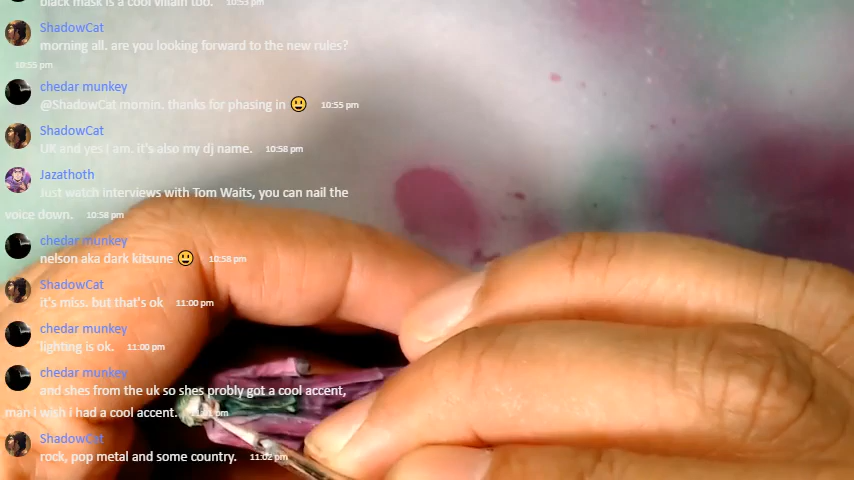 black mask is a cool villain too. 10:53 pm
ShadowCat
morning all. are you looking forward to the new rules?
10:55 pm
chedar munkey
@ShadowCat mornin. thanks for phasing in 😃 10:55 pm
ShadowCat
UK and yes I am. it's also my dj name. 10:58 pm
Jazathoth
Just watch interviews with Tom Waits, you can nail the
voice down. 10:58 pm
chedar munkey
nelson aka dark kitsune 😃 10:58 pm
ShadowCat
it's miss. but that's ok 11:00 pm
chedar munkey
lighting is ok. 11:00 pm
chedar munkey
and shes from the uk so shes probly got a cool accent,
man i wish i had a cool accent. pm
ShadowCat
rock, pop metal and some country. 11:02 pm